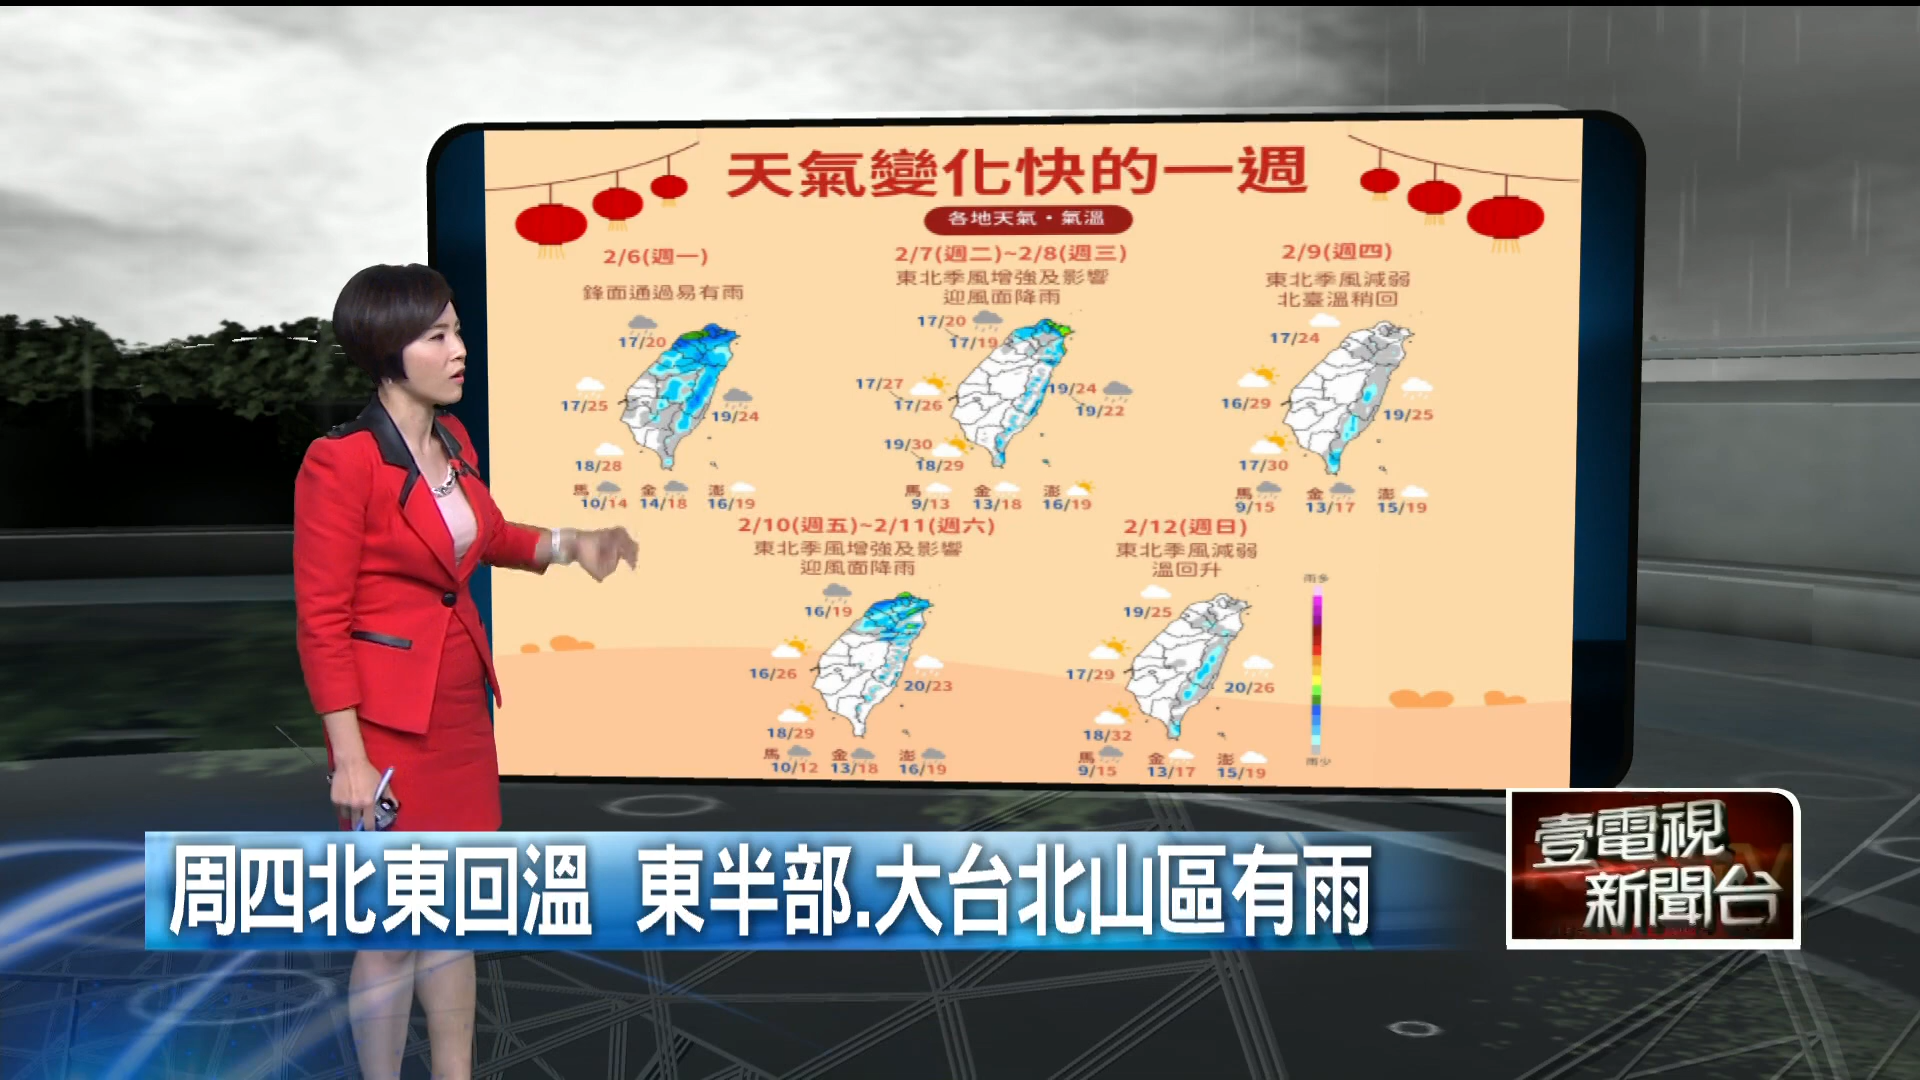 天氣變化快的一週
各地天氣・氣溫
2/6(週一)
鋒面通過易有雨
17/20
17/25
19/24
18/28
馬 金 澎
10/14 14/18 16/19
2/7(週二)~2/8(週三)
東北季風增強及影響
迎風面降雨
17/20
17/19
17/27
17/26
19/24
19/22
19/30
18/29
馬 金 澎
9/13 13/18 16/19
2/9(週四)
東北季風減弱
北臺溫稍回
17/24
16/29
19/25
17/30
馬 金 澎
9/15 13/17 15/19
2/10(週五)~2/11(週六)
東北季風增強及影響
迎風面降雨
16/19
16/26
20/23
18/29
馬 金 澎
10/12 13/18 16/19
2/12(週日)
東北季風減弱
溫回升
19/25
17/29
20/26
18/32
馬 金 澎
9/15 13/17 15/19
雨多
雨少
周四北東回溫 東半部.大台北山區有雨
壹電視
新聞台